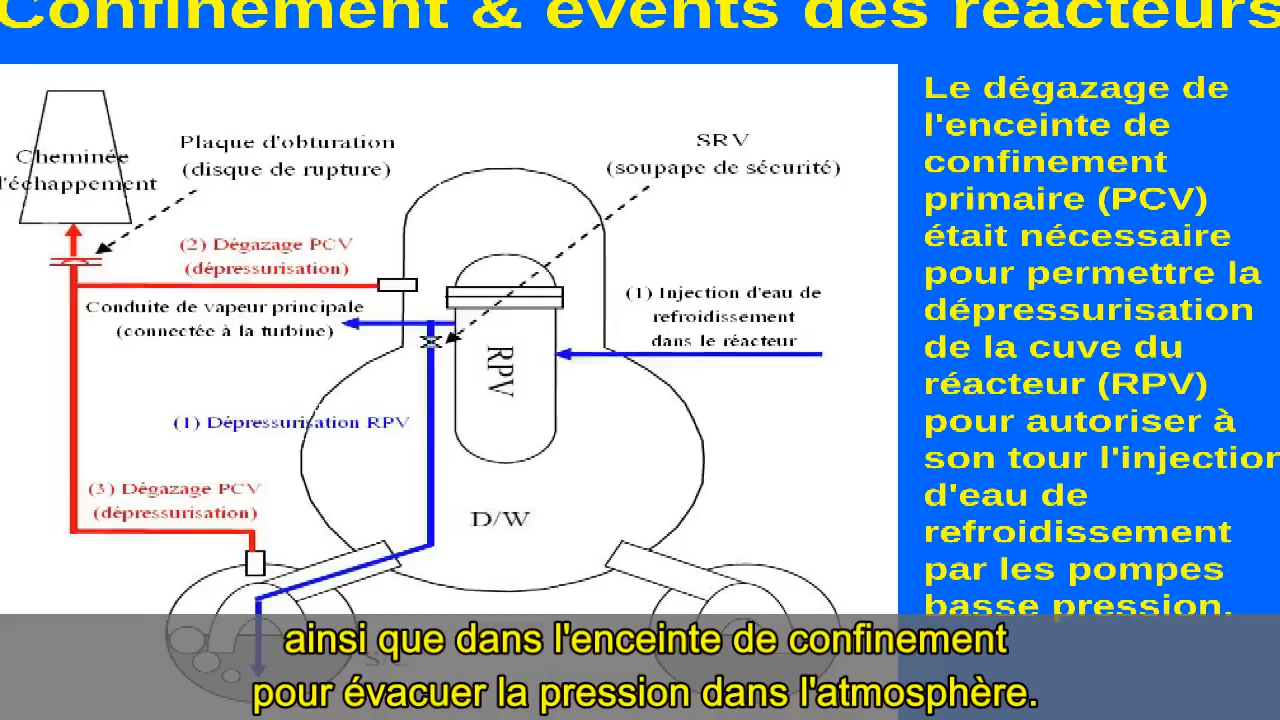 Confinement & évents des réacteurs
Cheminée
d'échappement
Plaque d'obturation
(disque de rupture)
SRV
(soupape de sécurité)
(2) Dégazage PCV
(dépressurisation)
Conduite de vapeur principale
(connectée à la turbine)
(1) Injection d'eau de
refroidissement
dans le réacteur
RPV
(1) Dépressurisation RPV
(3) Dégazage PCV
(dépressurisation)
D/W
S/C
Le dégazage de
l'enceinte de
confinement
primaire (PCV)
était nécessaire
pour permettre la
dépressurisation
de la cuve du
réacteur (RPV)
pour autoriser à
son tour l'injection
d'eau de
refroidissement
par les pompes
basse pression.
ainsi que dans l'enceinte de confinement
pour évacuer la pression dans l'atmosphère.